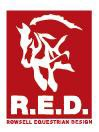 R.E.D.
ROWSELL EQUESTRIAN DESIGN